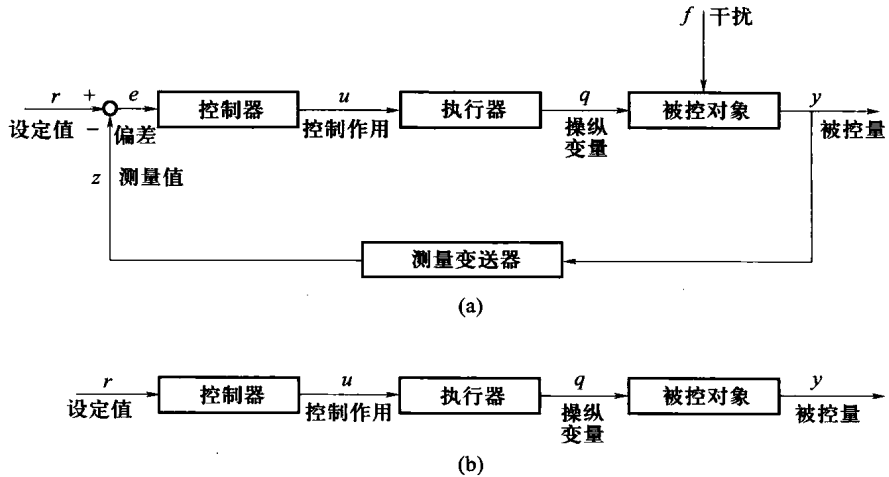 f 干扰
r + e u q y
控制器 执行器 被控对象
设定值 − 偏差 控制作用 操纵 被控量
变量
z 测量值
测量变送器
(a)
r u q y
控制器 执行器 被控对象
设定值 控制作用 操纵 被控量
变量
(b)